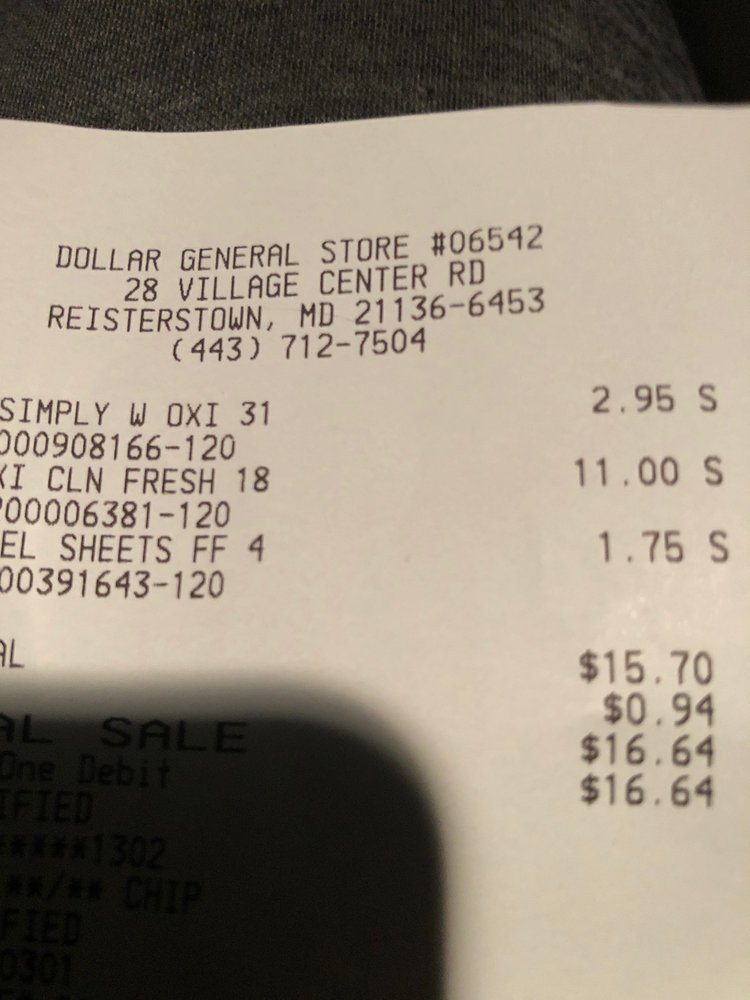 DOLLAR GENERAL STORE #06542
28 VILLAGE CENTER RD
REISTERSTOWN, MD 21136-6453
(443) 712-7504
SIMPLY W OXI 31 2.95 S
000908166-120
XI CLN FRESH 18 11.00 S
00006381-120
EL SHEETS FF 4 1.75 S
00391643-120
AL $15.70
$0.94
AL SALE $16.64
One Debit $16.64
IFIED
*****1302
**/** CHIP
FIED
0301